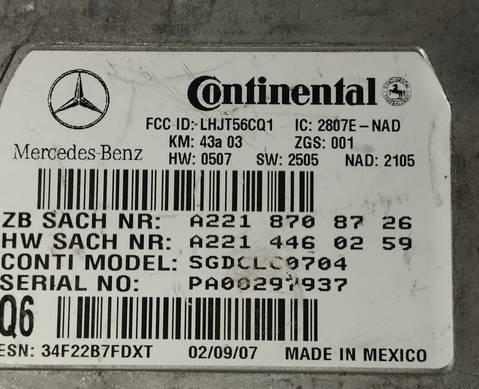 Continental
FCC ID: LHJT56CQ1 IC: 2807E-NAD
KM: 43a 03 ZGS: 001
Mercedes-Benz HW: 0507 SW: 2505 NAD: 2105
ZB SACH NR: A221 870 87 26
HW SACH NR: A221 446 02 59
CONTI MODEL: SGDCLC0704
SERIAL NO: PA00297937
Q6
ESN: 34F22B7FDXT 02/09/07 MADE IN MEXICO